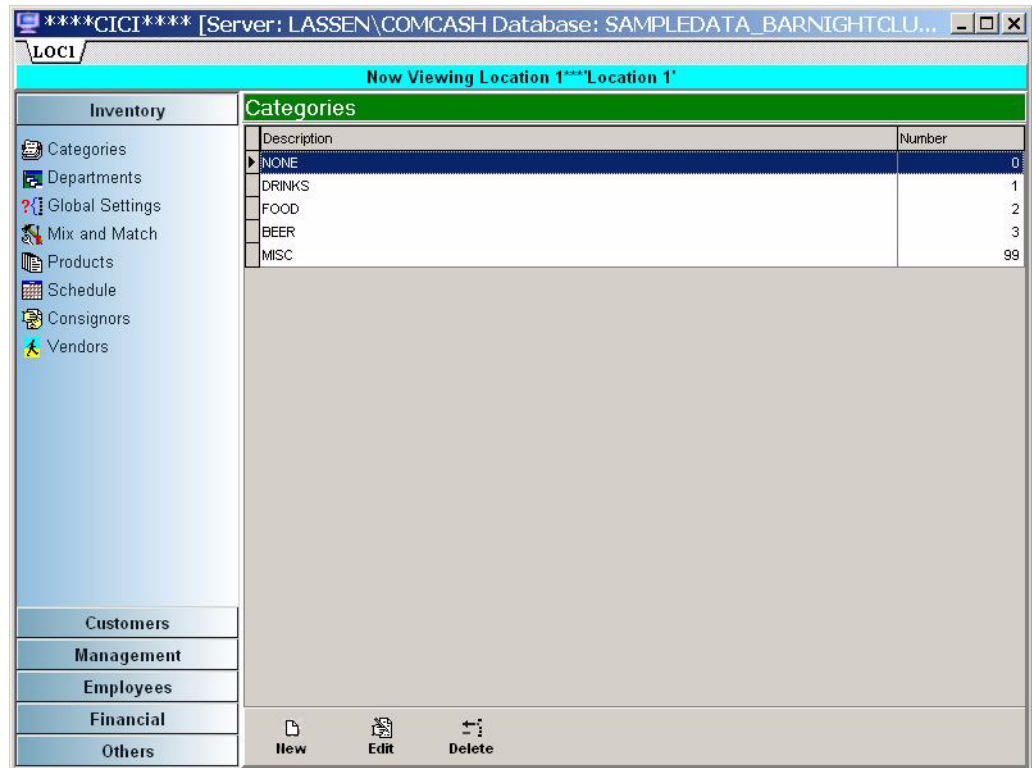 ****CICI**** [Server: LASSEN\COMCASH Database: SAMPLEDATA_BARNIGHTCLU...
LOC1
Now Viewing Location 1***'Location 1'
Inventory
Categories
Departments
Global Settings
Mix and Match
Products
Schedule
Consignors
Vendors
Customers
Management
Employees
Financial
Others
Categories
Description Number
NONE 0
DRINKS 1
FOOD 2
BEER 3
MISC 99
New Edit Delete